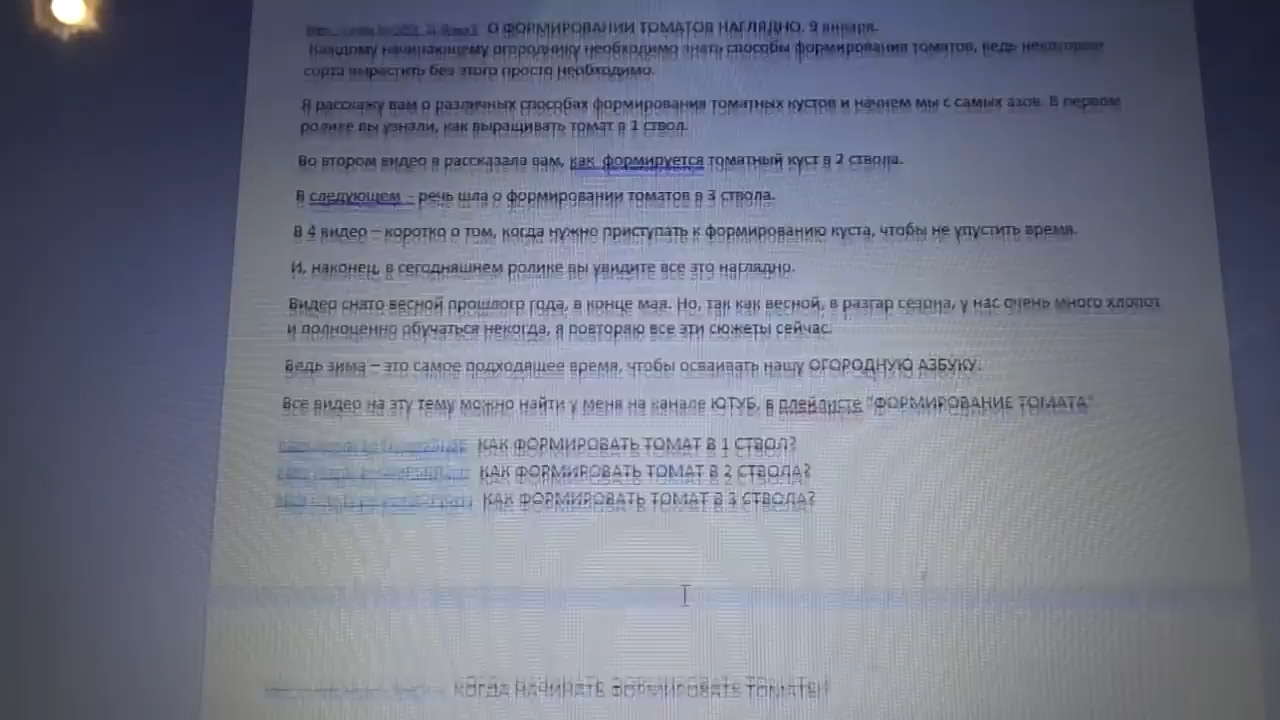 О ФОРМИРОВАНИИ ТОМАТОВ НАГЛЯДНО. 9 января.
Каждому начинающему огороднику необходимо знать способы формирования томатов, ведь некоторые
сорта вырастить без этого просто необходимо.
Я расскажу вам о различных способах формирования томатных кустов и начнем мы с самых азов. В первом
ролике вы узнали, как выращивать томат в 1 ствол.
Во втором видео я рассказала вам, как формируется томатный куст в 2 ствола.
В следующем - речь шла о формировании томатов в 3 ствола.
В 4 видео – коротко о том, когда нужно приступать к формированию куста, чтобы не упустить время.
И, наконец, в сегодняшнем ролике вы увидите все это наглядно.
Видео снято весной прошлого года, в конце мая. Но, так как весной, в разгар сезона, у нас очень много хлопот
и полноценно обучаться некогда, я повторяю все эти сюжеты сейчас.
Ведь зима – это самое подходящее время, чтобы осваивать нашу ОГОРОДНУЮ АЗБУКУ.
Все видео на эту тему можно найти у меня на канале ЮТУБ, в плейлисте "ФОРМИРОВАНИЕ ТОМАТА"
КАК ФОРМИРОВАТЬ ТОМАТ В 1 СТВОЛ?
КАК ФОРМИРОВАТЬ ТОМАТ В 2 СТВОЛА?
КАК ФОРМИРОВАТЬ ТОМАТ В 3 СТВОЛА?
КОГДА НАЧИНАТЬ ФОРМИРОВАТЬ ТОМАТЫ